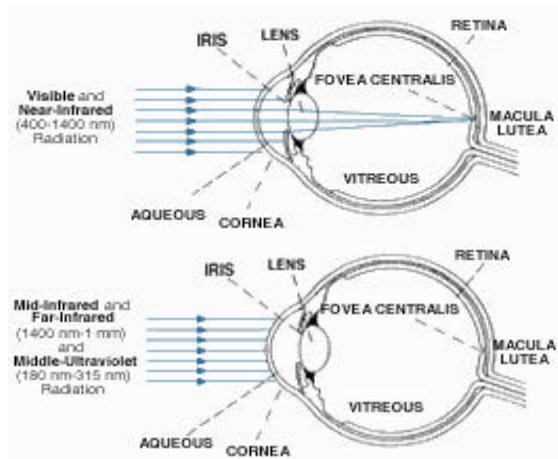 RETINA
LENS
IRIS
FOVEA CENTRALIS
Visible and
Near-Infrared
(400-1400 nm)
Radiation
MACULA
LUTEA
VITREOUS
AQUEOUS
CORNEA
RETINA
LENS
IRIS
Mid-Infrared and
Far-Infrared
(1400 nm-1 mm)
and
Middle-Ultraviolet
(180 nm-315 nm)
Radiation
FOVEA CENTRALIS
MACULA
LUTEA
VITREOUS
AQUEOUS
CORNEA